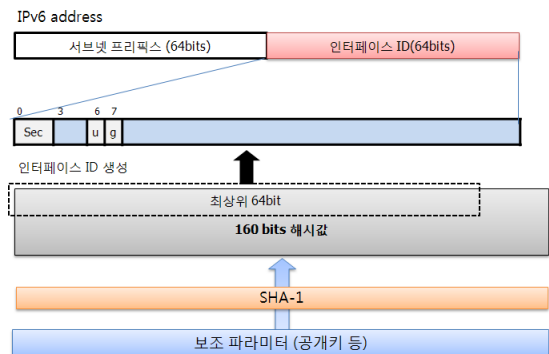 IPv6 address
서브넷 프리픽스 (64bits) 인터페이스 ID(64bits)
0 3 6 7
Sec u g
인터페이스 ID 생성
최상위 64bit
160 bits 해시값
SHA-1
보조 파라미터 (공개키 등)